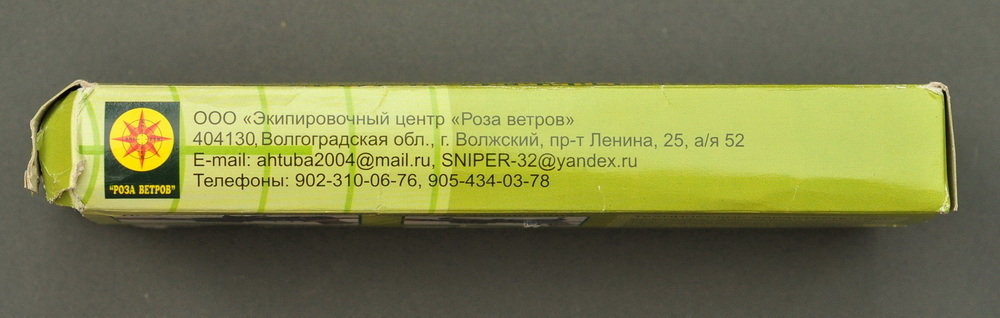 ООО «Экипировочный центр «Роза ветров»
404130, Волгоградская обл., г. Волжский, пр-т Ленина, 25, а/я 52
E-mail: ahtuba2004@mail.ru, SNIPER-32@yandex.ru
Телефоны: 902-310-06-76, 905-434-03-78
"РОЗА ВЕТРОВ"